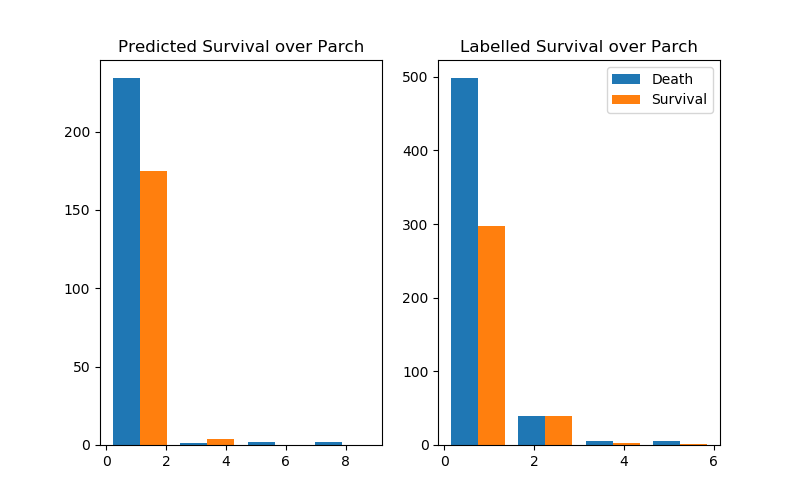 Predicted Survival over Parch
200
150
100
50
0
0 2 4 6 8
Labelled Survival over Parch
Death
Survival
500
400
300
200
100
0
0 2 4 6